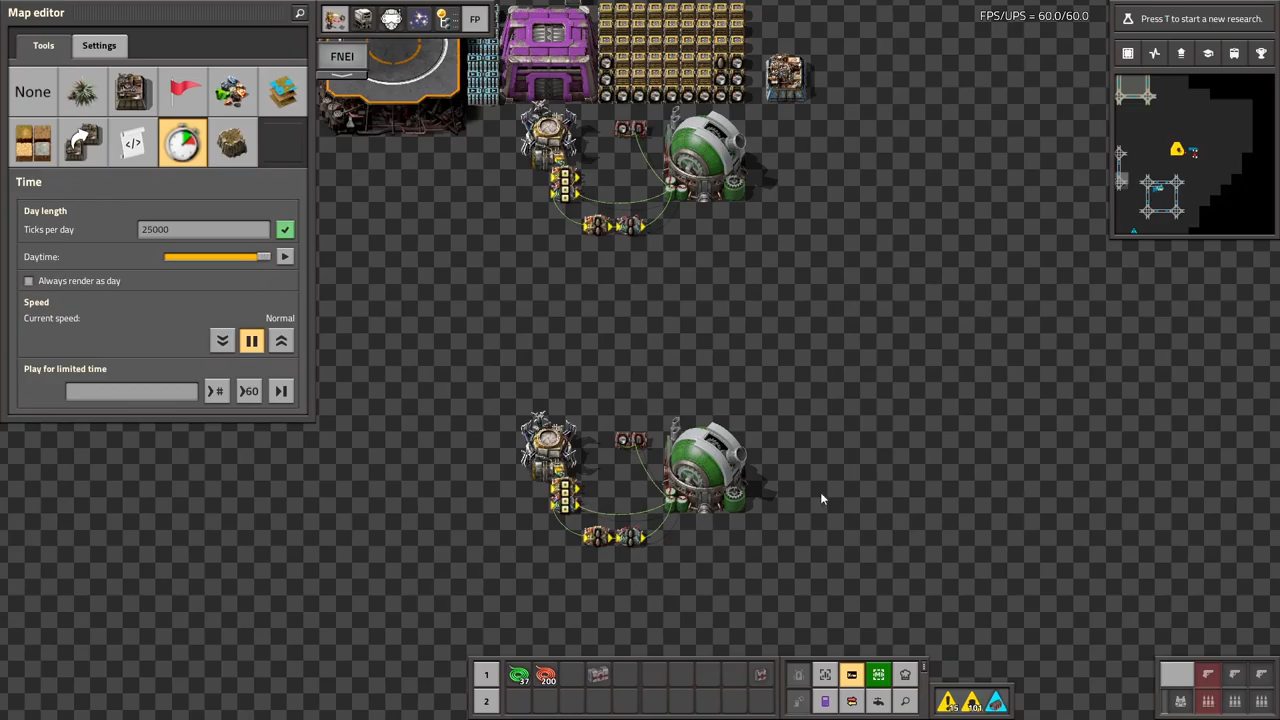 Map editor
Tools
Settings
None
</>
Time
Day length
Ticks per day
25000
Daytime:
Always render as day
Speed
Current speed:
Normal
Play for limited time
>#
>60
FP
FNEI
FPS/UPS = 60.0/60.0
Press T to start a new research.
1
37
200
2
101